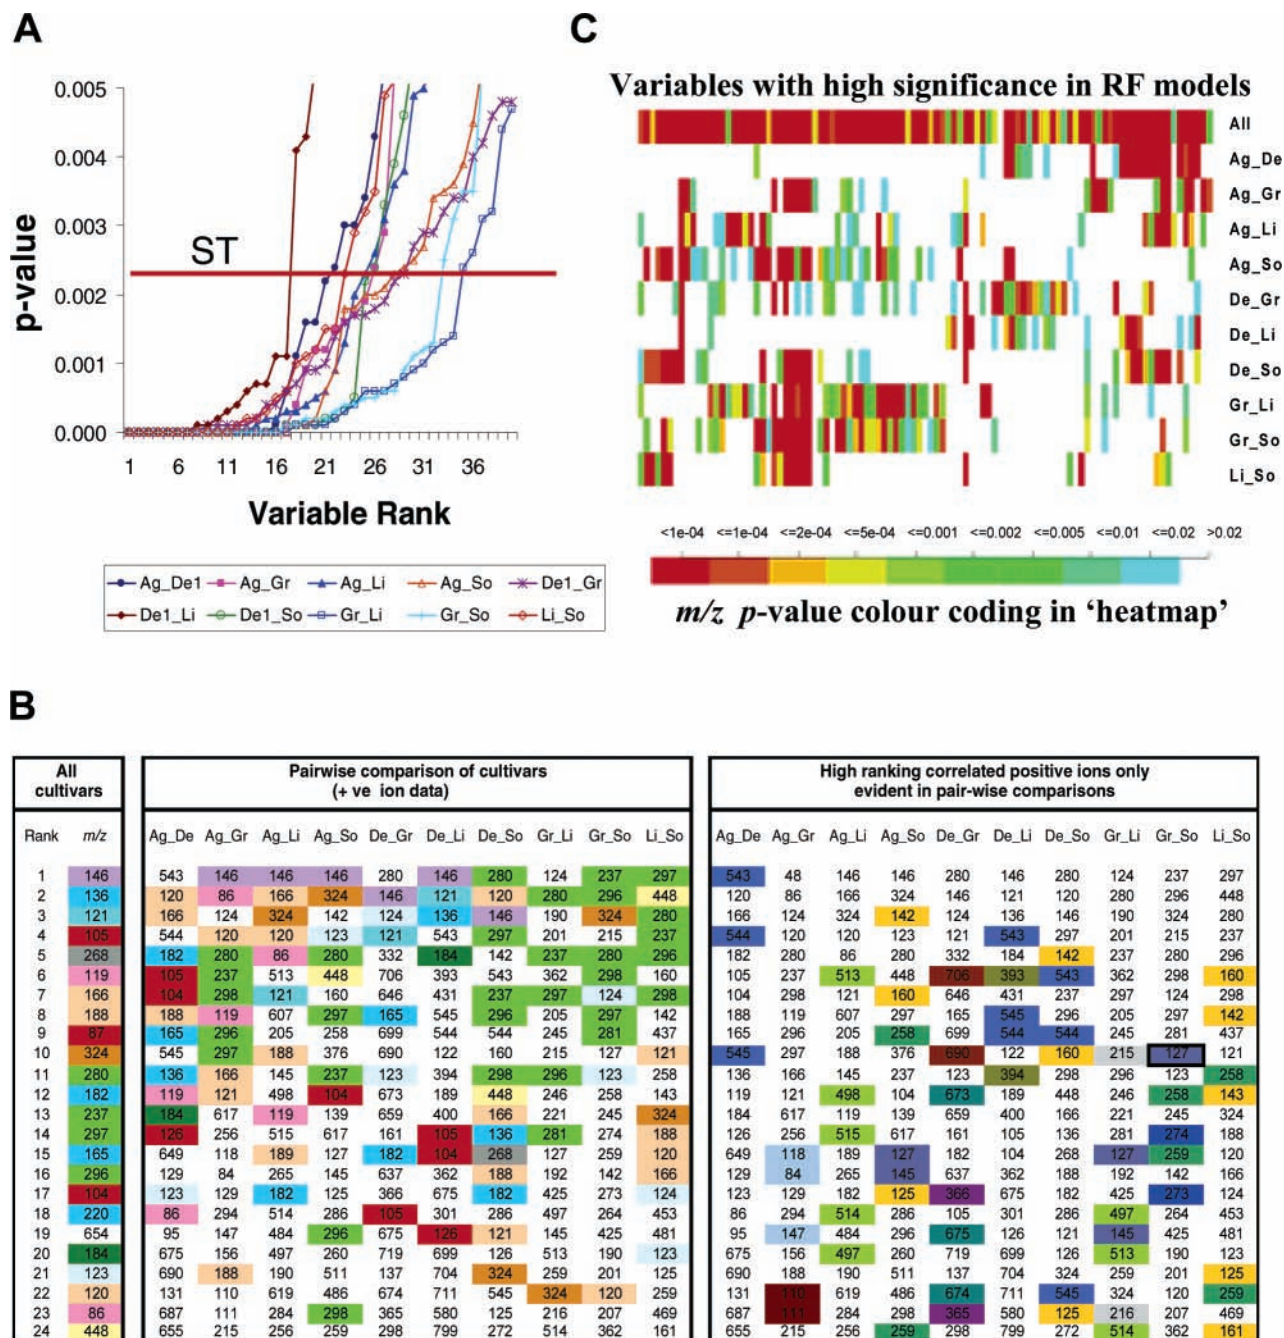 A
0.005
0.004
0.003
0.002
0.001
0.000
p-value
ST
1 6 11 16 21 26 31 36
Variable Rank
Ag_De1 Ag_Gr Ag_Li Ag_So De1_Gr
De1_Li De1_So Gr_Li Gr_So Li_So
C
Variables with high significance in RF models
All
Ag_De
Ag_Gr
Ag_Li
Ag_So
De_Gr
De_Li
De_So
Gr_Li
Gr_So
Li_So
<1e-04 <=1e-04 <=2e-04 <=5e-04 <=0.001 <=0.002 <=0.005 <=0.01 <=0.02 >0.02
m/z p-value colour coding in ‘heatmap’
B
All cultivars
Pairwise comparison of cultivars
(+ ve ion data)
High ranking correlated positive ions only
evident in pair-wise comparisons
Rank m/z Ag_De Ag_Gr Ag_Li Ag_So De_Gr De_Li De_So Gr_Li Gr_So Li_So Ag_De Ag_Gr Ag_Li Ag_So De_Gr De_Li De_So Gr_Li Gr_So Li_So
1 146 543 146 146 146 280 146 280 124 237 297 543 48 146 146 280 146 280 124 237 297
2 136 120 86 166 324 146 121 120 280 296 448 120 86 166 324 146 121 120 280 296 448
3 121 166 124 324 142 124 136 146 190 324 280 166 124 324 142 124 136 146 190 324 280
4 105 544 120 120 123 121 543 297 201 215 237 544 120 120 123 121 543 297 201 215 237
5 268 182 280 86 280 332 184 142 237 280 296 182 280 86 280 332 184 142 237 280 296
6 119 105 237 513 448 706 393 543 362 298 160 105 237 513 448 706 393 543 362 298 160
7 166 104 298 121 160 646 431 237 297 124 298 104 298 121 160 646 431 237 297 124 298
8 188 188 119 607 297 165 545 296 205 297 142 188 119 607 297 165 545 296 205 297 142
9 87 165 296 205 258 699 544 544 245 281 437 165 296 205 258 699 544 544 245 281 437
10 324 545 297 188 376 690 122 160 215 127 121 545 297 188 376 690 122 160 215 127 121
11 280 136 166 145 237 123 394 298 296 123 258 136 166 145 237 123 394 298 296 123 258
12 182 119 121 498 104 673 189 448 246 258 143 119 121 498 104 673 189 448 246 258 143
13 237 184 617 119 139 659 400 166 221 245 324 184 617 119 139 659 400 166 221 245 324
14 297 126 256 515 617 161 105 136 281 274 188 126 256 515 617 161 105 136 281 274 188
15 165 649 118 189 127 182 104 268 127 259 120 649 118 189 127 182 104 268 127 259 120
16 296 129 84 265 145 637 362 188 192 142 166 129 84 265 145 637 362 188 192 142 166
17 104 123 129 182 125 366 675 182 425 273 124 123 129 182 125 366 675 182 425 273 124
18 220 86 294 514 286 105 301 286 497 264 453 86 294 514 286 105 301 286 497 264 453
19 654 95 147 484 296 675 126 121 145 425 481 95 147 484 296 675 126 121 145 425 481
20 184 675 156 497 260 719 699 126 513 190 123 675 156 497 260 719 699 126 513 190 123
21 123 690 188 190 511 137 704 324 259 201 125 690 188 190 511 137 704 324 259 201 125
22 120 131 110 619 486 674 711 545 324 120 259 131 110 619 486 674 711 545 324 120 259
23 86 687 111 284 298 365 580 125 216 207 469 687 111 284 298 365 580 125 216 207 469
24 448 655 215 256 259 298 799 272 514 362 161 655 215 256 259 298 799 272 514 362 161